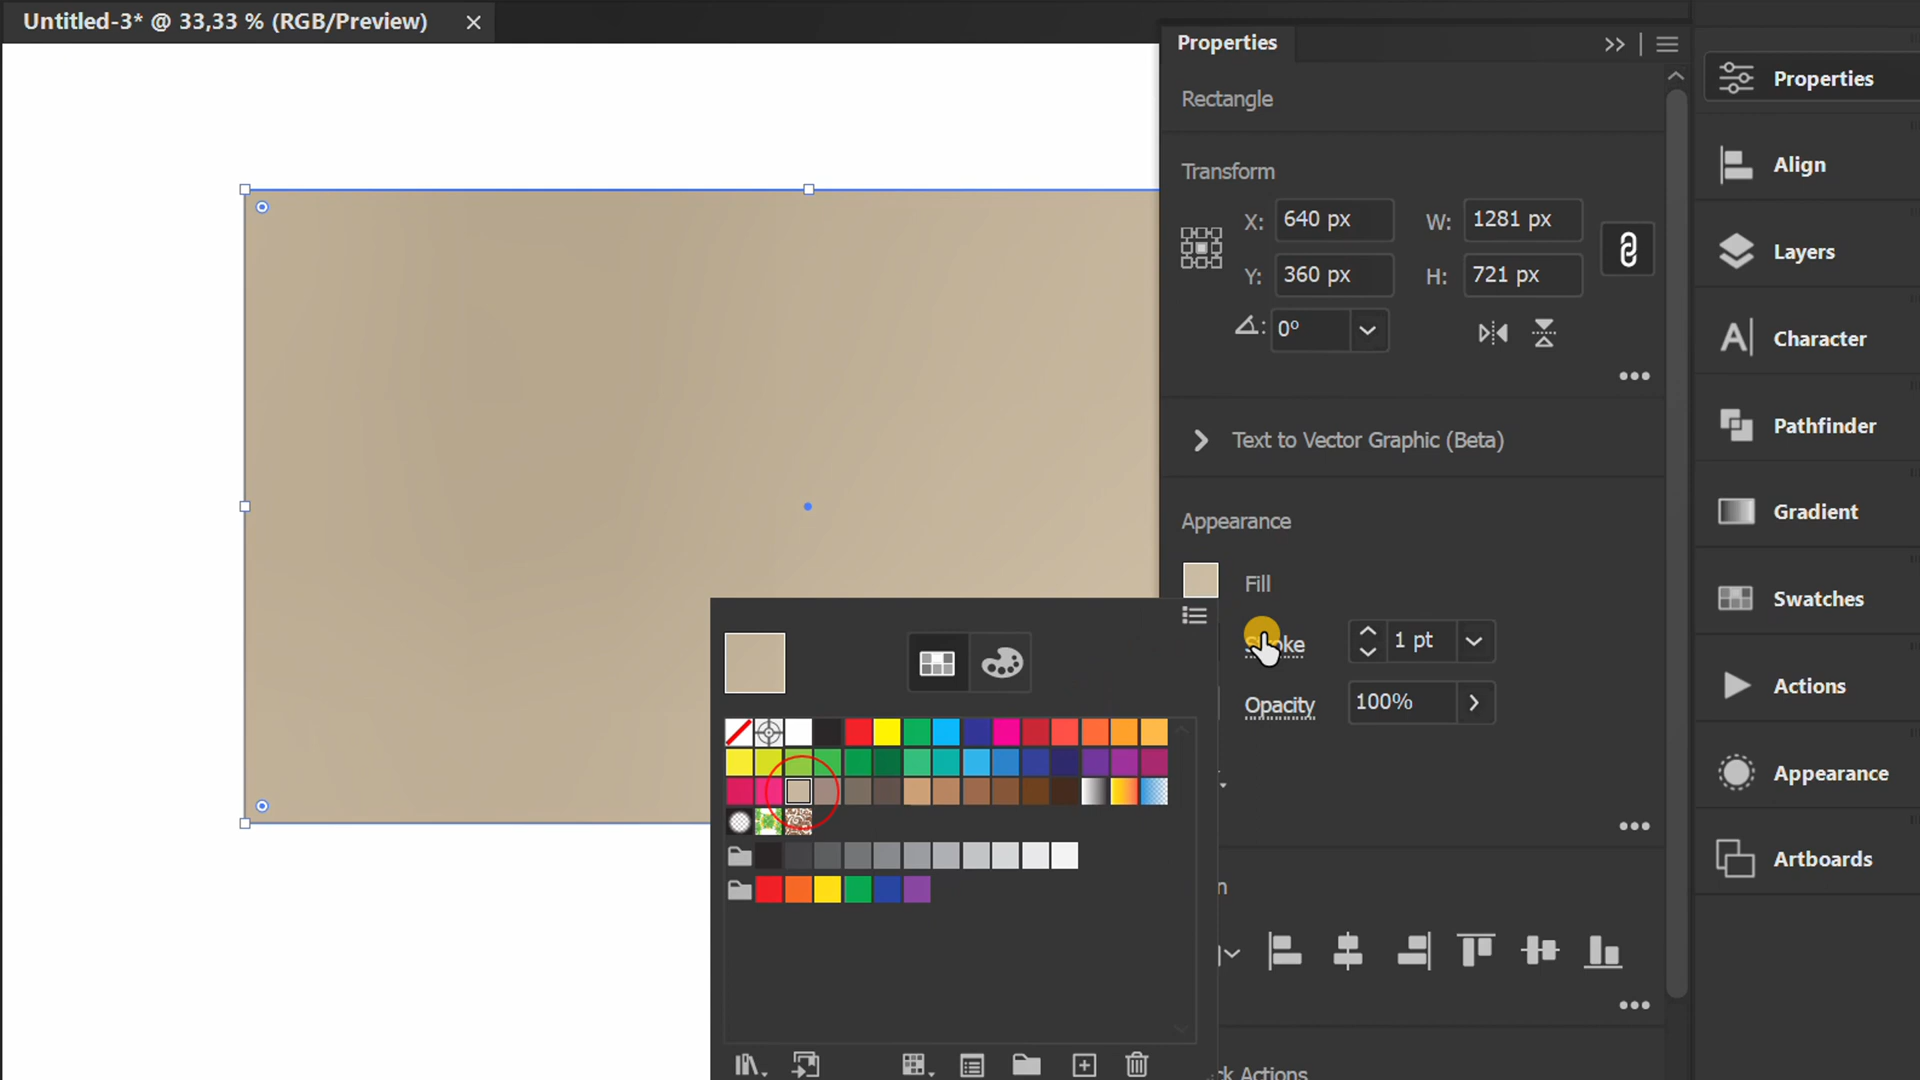 Untitled-3* @ 33,33 % (RGB/Preview)
Properties
Rectangle
Transform
X: 640 px W: 1281 px
Y: 360 px H: 721 px
: 0°
Text to Vector Graphic (Beta)
Appearance
Fill
Stroke 1 pt
Opacity 100%
n
ck Actions
Properties
Align
Layers
Character
Pathfinder
Gradient
Swatches
Actions
Appearance
Artboards